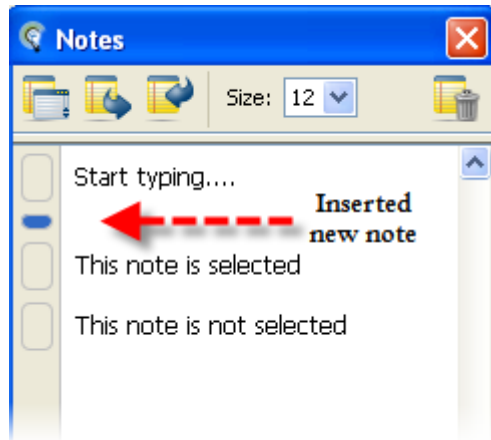 Notes
Size: 12
Start typing....
Inserted
new note
This note is selected
This note is not selected